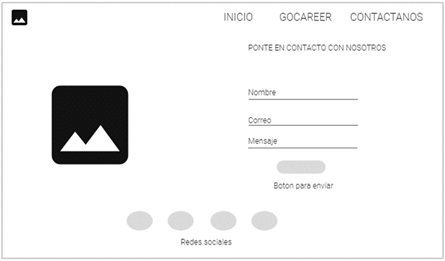 INICIO GOCAREER CONTACTANOS
PONTE EN CONTACTO CON NOSOTROS
Nombre
Correo
Mensaje
Boton para enviar
Redes sociales